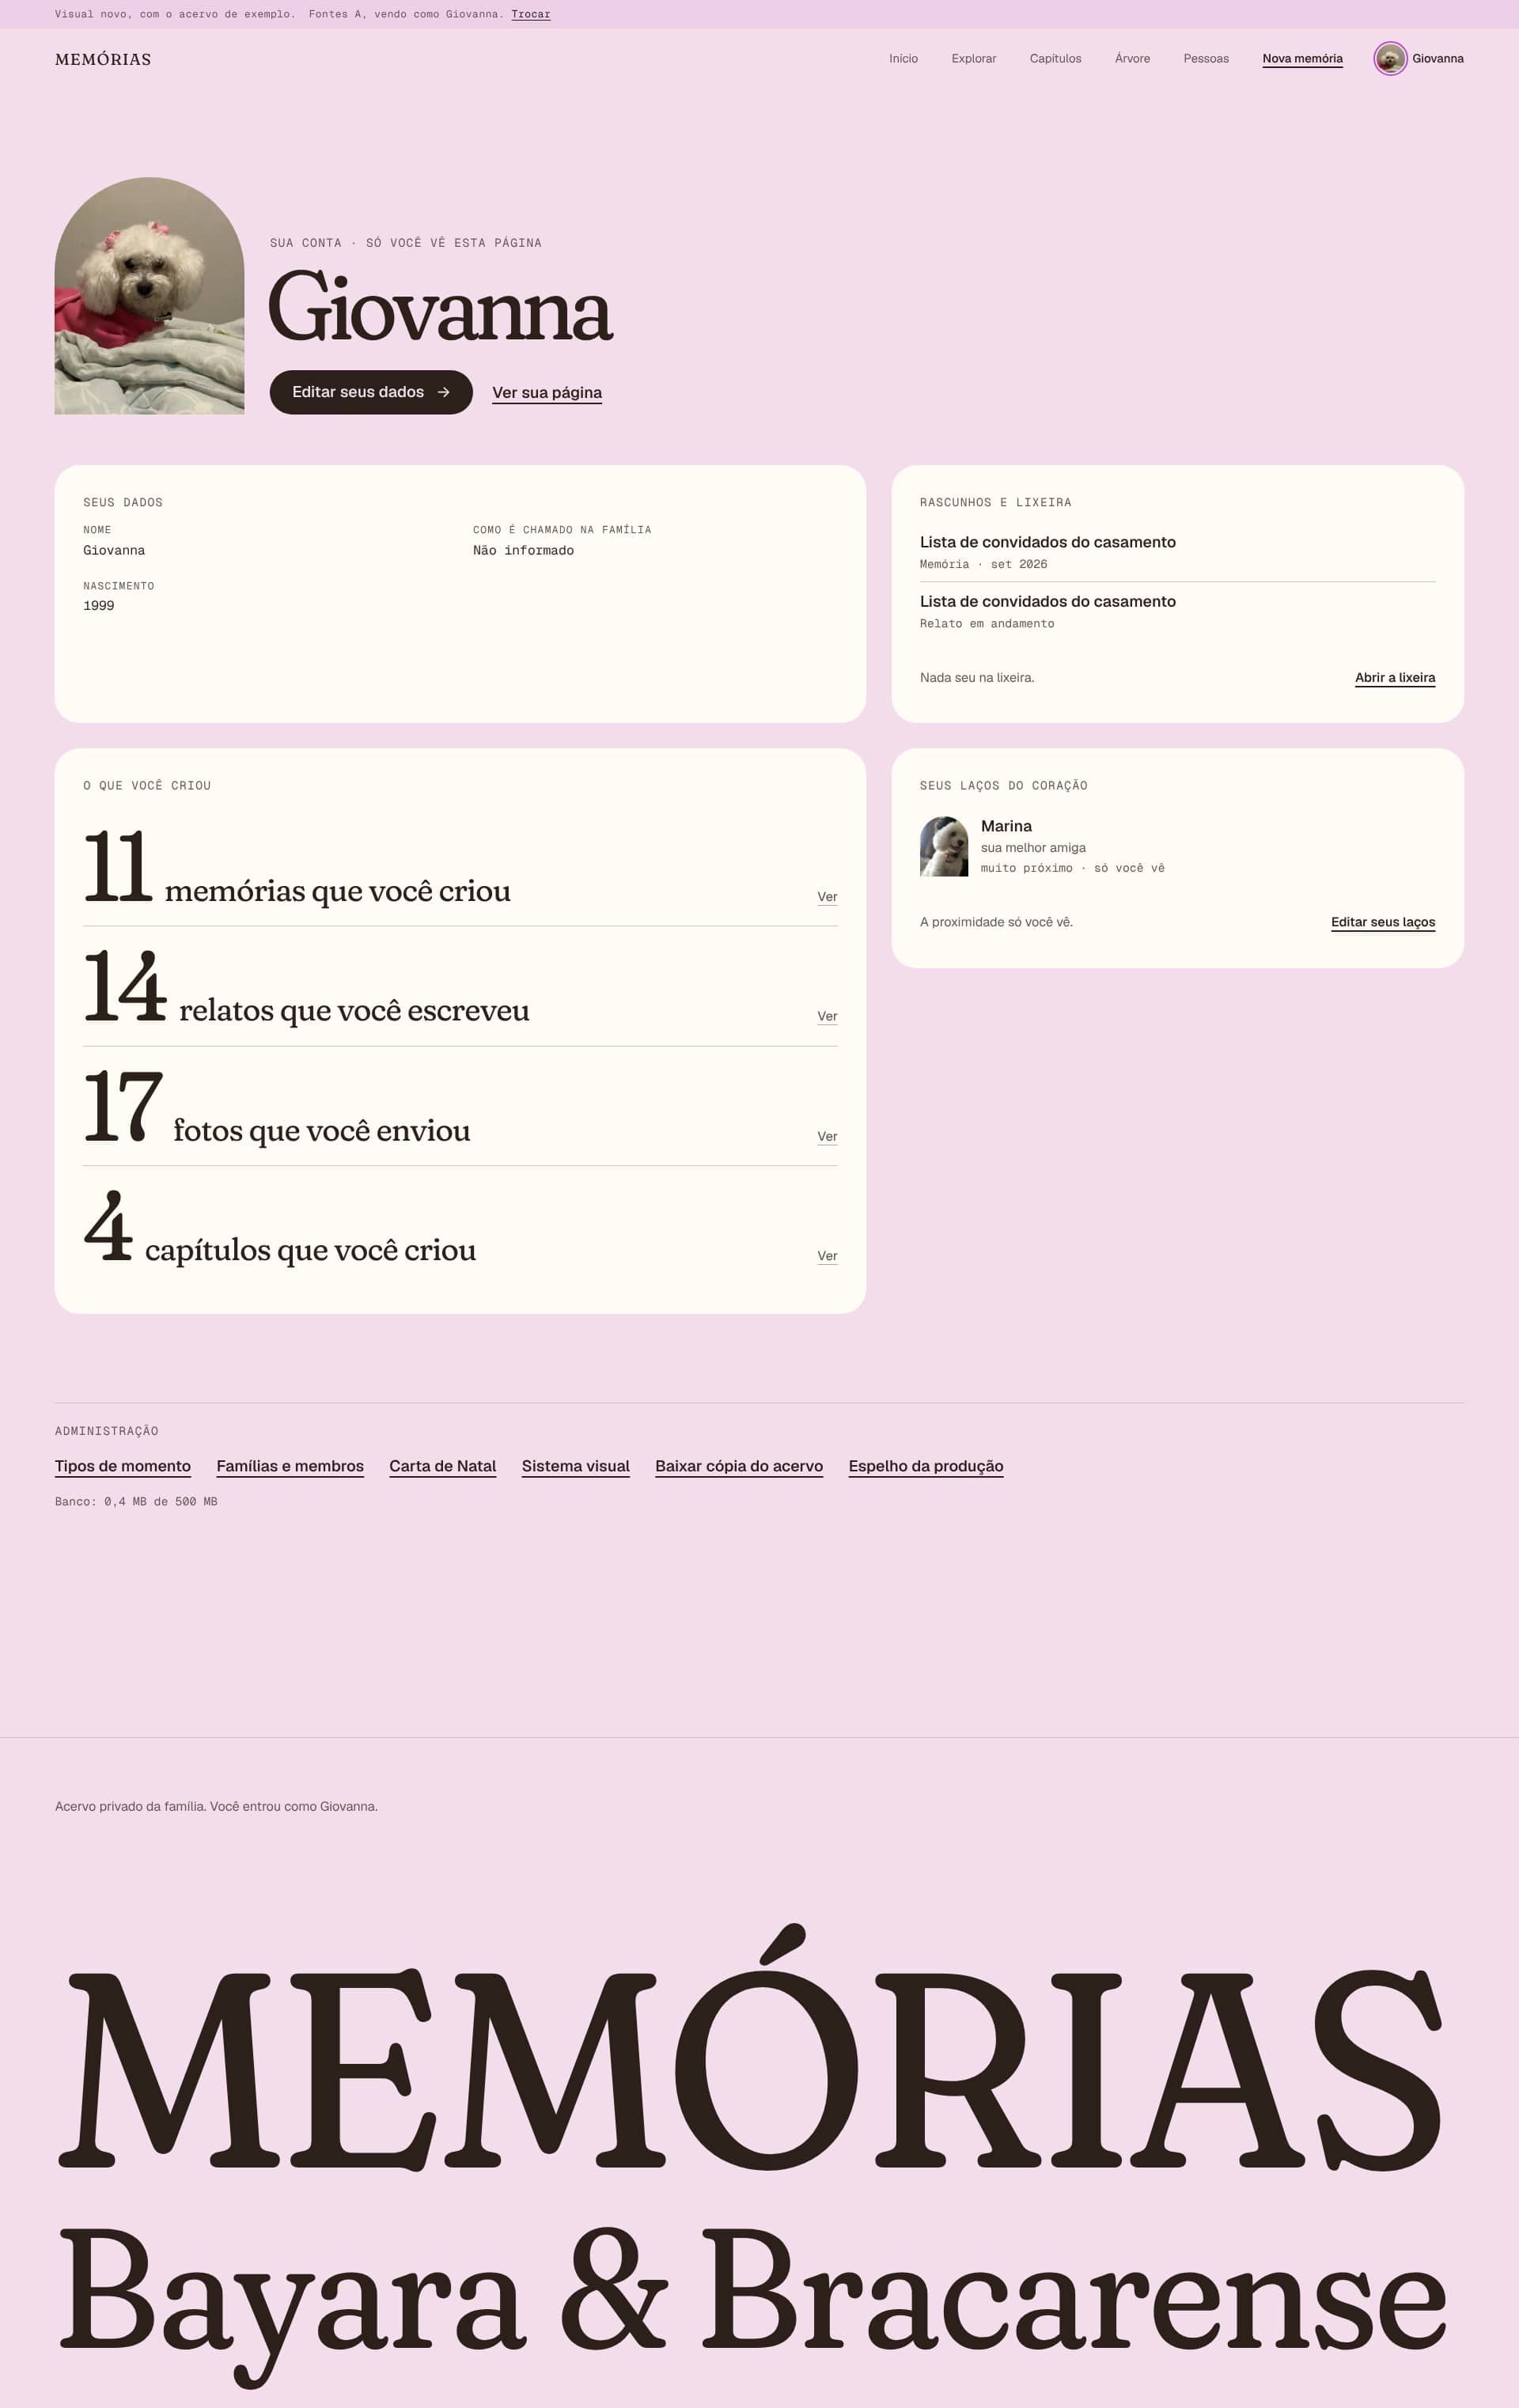 Visual novo, com o acervo de exemplo. Fontes A, vendo como Giovanna. Trocar
MEMÓRIAS
Início Explorar Capítulos Árvore Pessoas Nova memória Giovanna
SUA CONTA · SÓ VOCÊ VÊ ESTA PÁGINA
Giovanna
Editar seus dados → Ver sua página
SEUS DADOS
NOME
Giovanna
COMO É CHAMADO NA FAMÍLIA
Não informado
NASCIMENTO
1999
RASCUNHOS E LIXEIRA
Lista de convidados do casamento
Memória · set 2026
Lista de convidados do casamento
Relato em andamento
Nada seu na lixeira. Abrir a lixeira
O QUE VOCÊ CRIOU
11 memórias que você criou Ver
14 relatos que você escreveu Ver
17 fotos que você enviou Ver
4 capítulos que você criou Ver
SEUS LAÇOS DO CORAÇÃO
Marina
sua melhor amiga
muito próximo · só você vê
A proximidade só você vê. Editar seus laços
ADMINISTRAÇÃO
Tipos de momento Famílias e membros Carta de Natal Sistema visual Baixar cópia do acervo Espelho da produção
Banco: 0,4 MB de 500 MB
Acervo privado da família. Você entrou como Giovanna.
MEMÓRIAS
Bayara & Bracarense